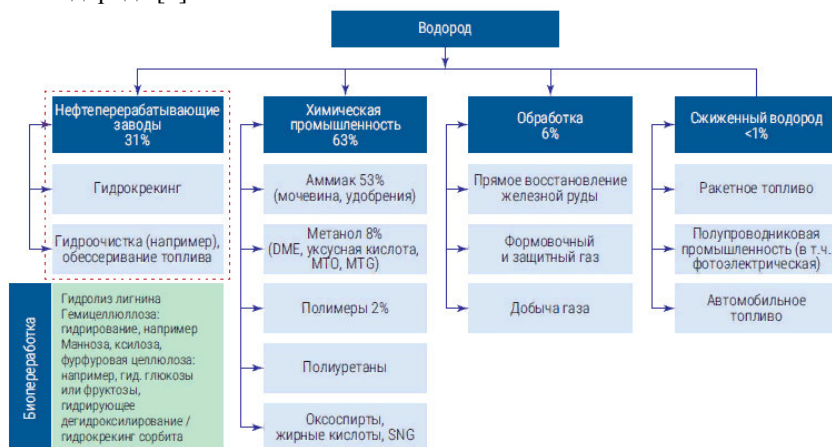 Водород
Нефтеперерабатывающие
заводы
31%
Гидрокрекинг
Гидроочистка (например),
обессеривание топлива
Биопереработка
Гидролиз лигнина
Гемицеллюлоза:
гидрирование, например
Манноза, ксилоза,
фурфуровая цеплюлоза:
например, гид. глюкозы
или фруктозы,
гидрирующее
дегидроксилирование /
гидрокрекинг сорбита
Химическая
промышленность
63%
Аммиак 53%
(мочевина, удобрения)
Метанол 8%
(DME, уксусная кислота,
MTO, MTG)
Полимеры 2%
Полиуретаны
Оксоспирты,
жирные кислоты, SNG
Обработка
6%
Прямое восстановление
железной руды
Формовочный
и защитный газ
Добыча газа
Сжиженный водород
<1%
Ракетное топливо
Полупроводниковая
промышленность (в т.ч.
фотоэлектрическая)
Автомобильное
топливо